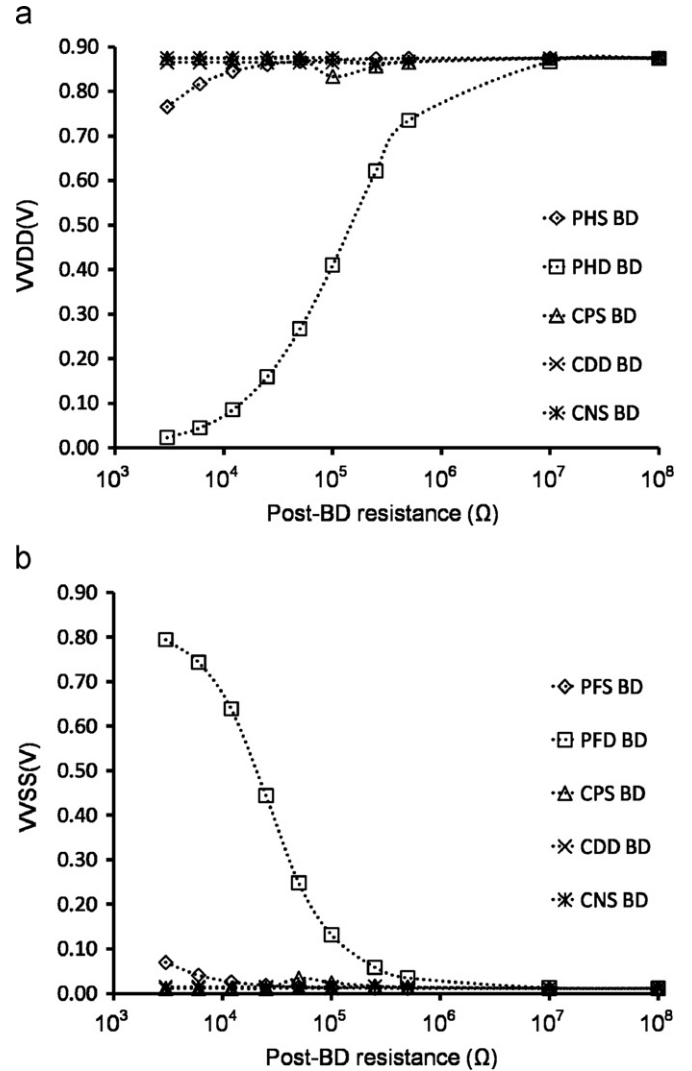 a
0.90
0.80
0.70
0.60
0.50
0.40
0.30
0.20
0.10
0.00
VVDD(V)
PHS BD
PHD BD
CPS BD
CDD BD
CNS BD
10³ 10⁴ 10⁵ 10⁶ 10⁷ 10⁸
Post-BD resistance (Ω)
b
0.90
0.80
0.70
0.60
0.50
0.40
0.30
0.20
0.10
0.00
VVSS(V)
PFS BD
PFD BD
CPS BD
CDD BD
CNS BD
10³ 10⁴ 10⁵ 10⁶ 10⁷ 10⁸
Post-BD resistance (Ω)